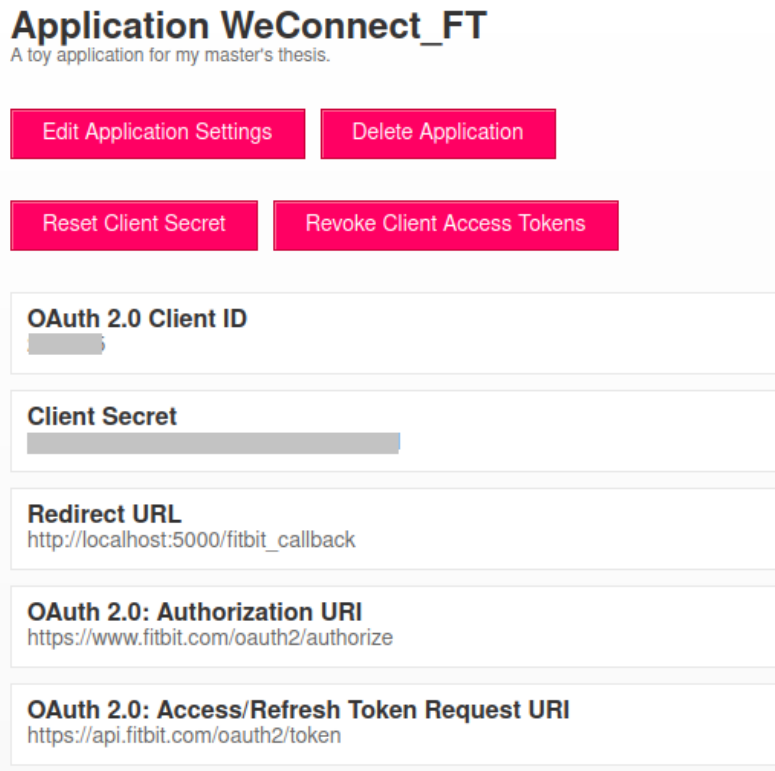 Application WeConnect_FT
A toy application for my master's thesis.
Edit Application Settings
Delete Application
Reset Client Secret
Revoke Client Access Tokens
OAuth 2.0 Client ID
Client Secret
Redirect URL
http://localhost:5000/fitbit_callback
OAuth 2.0: Authorization URI
https://www.fitbit.com/oauth2/authorize
OAuth 2.0: Access/Refresh Token Request URI
https://api.fitbit.com/oauth2/token